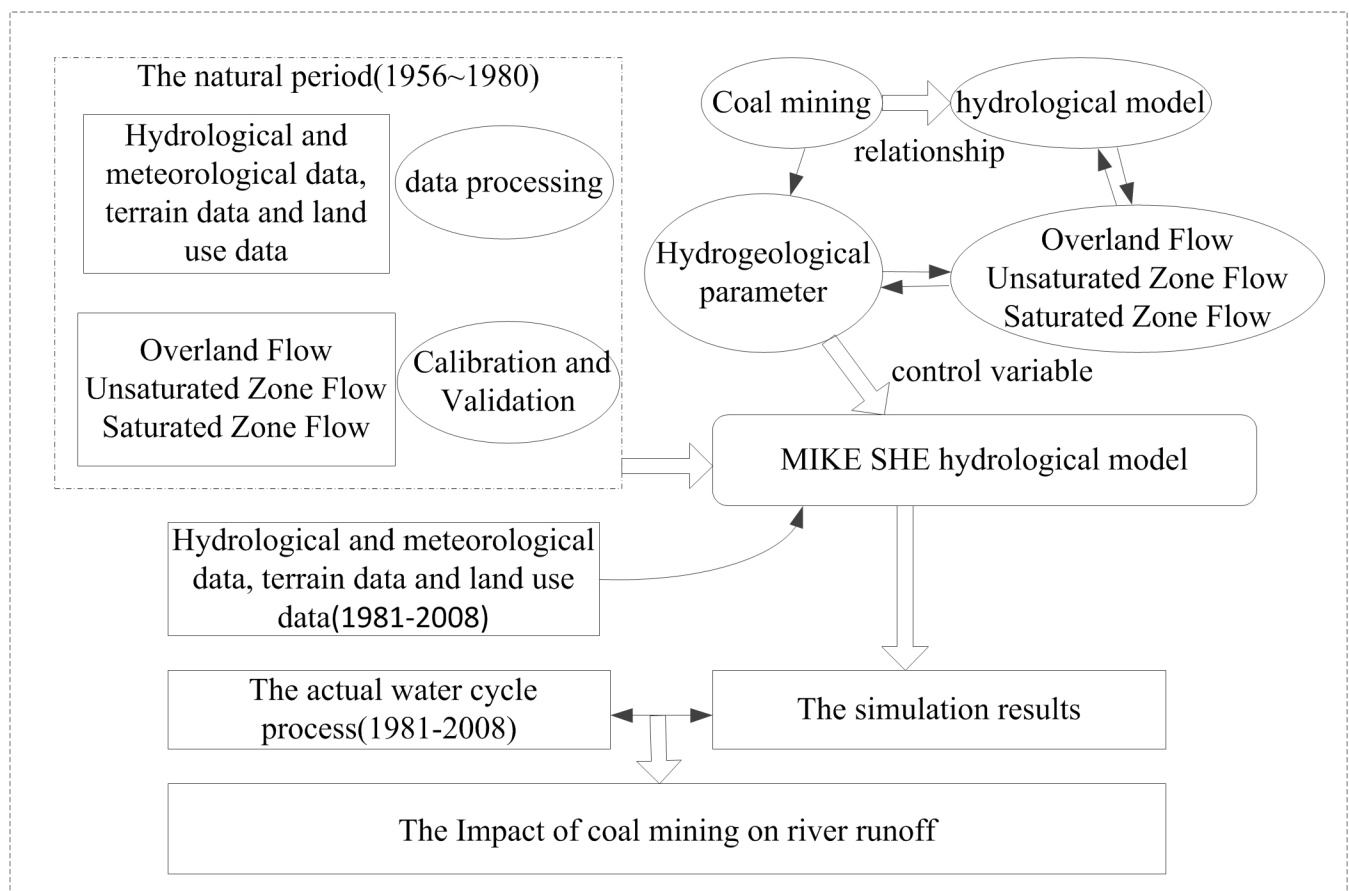 The natural period(1956~1980)
Hydrological and
meteorological data,
terrain data and land
use data
data processing
Overland Flow
Unsaturated Zone Flow
Saturated Zone Flow
Calibration and
Validation
Coal mining
hydrological model
relationship
Hydrogeological
parameter
Overland Flow
Unsaturated Zone Flow
Saturated Zone Flow
control variable
MIKE SHE hydrological model
Hydrological and meteorological
data, terrain data and land use
data(1981-2008)
The actual water cycle
process(1981-2008)
The simulation results
The Impact of coal mining on river runoff